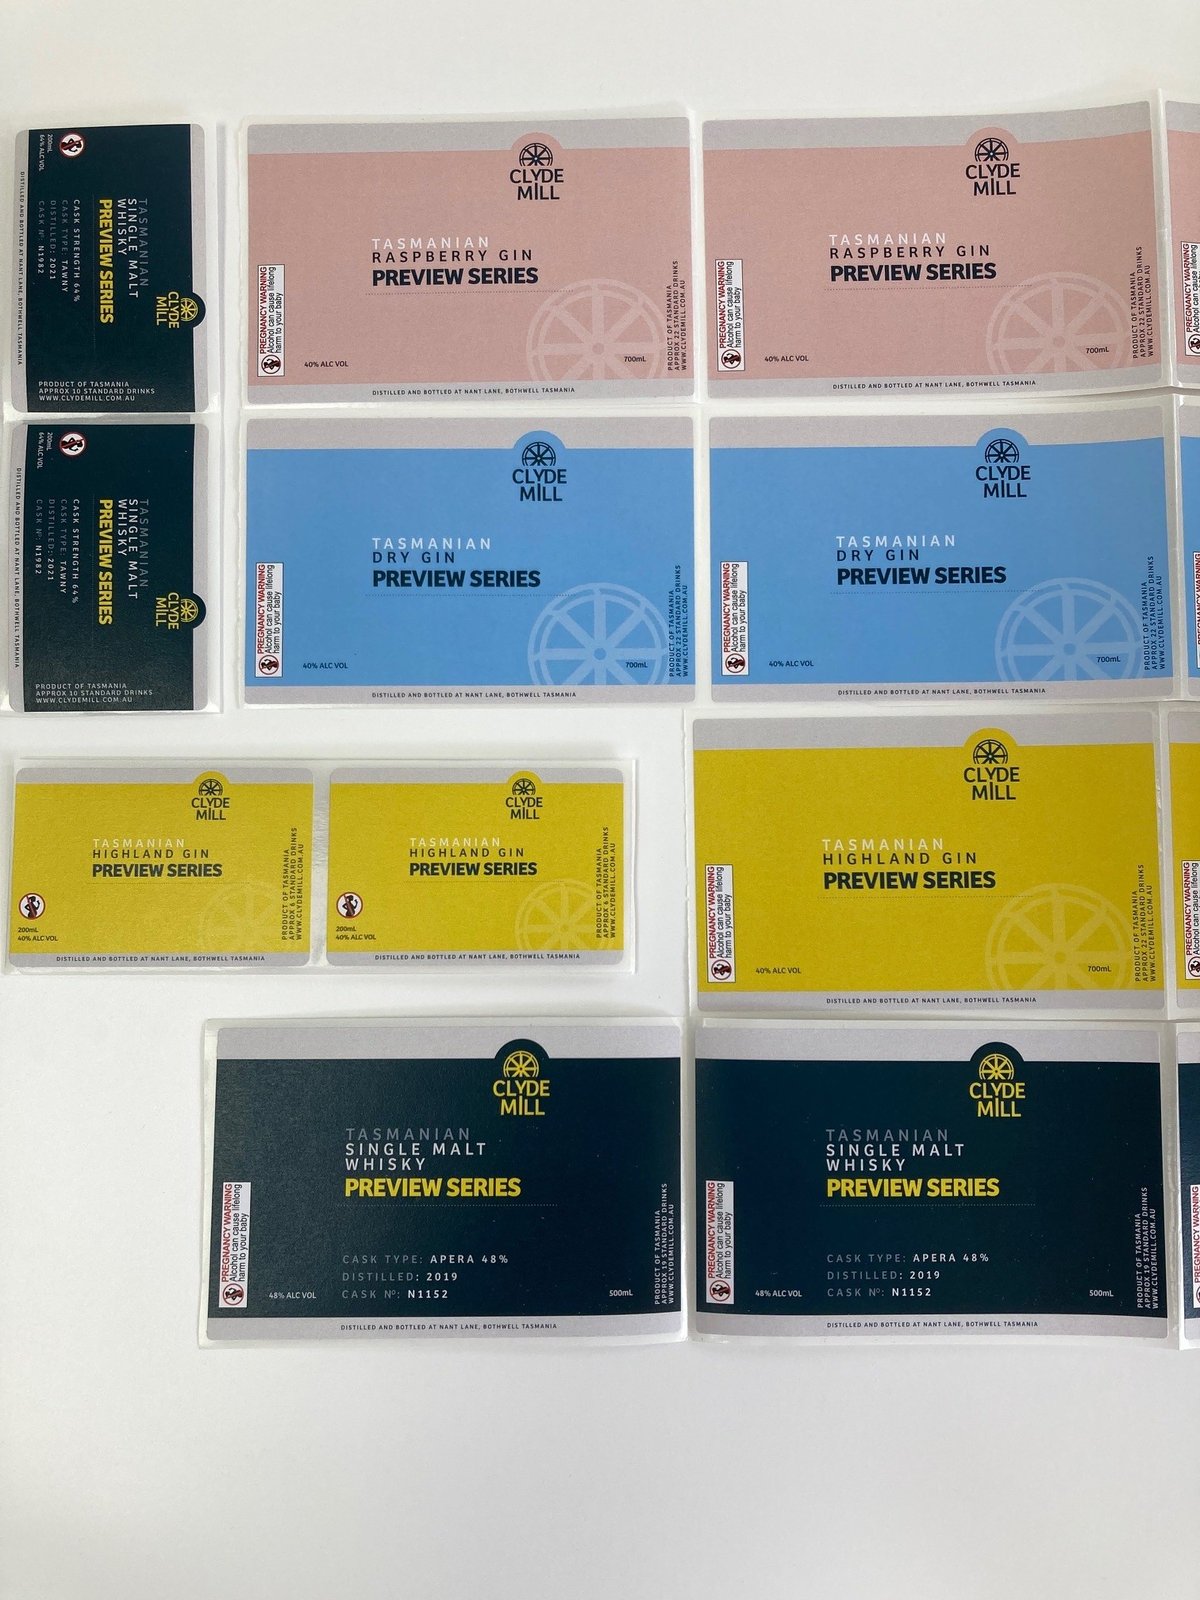 200mL
64% ALC VOL
TASMANIAN
SINGLE MALT
WHISKY
PREVIEW SERIES
CASK STRENGTH 64%
CASK TYPE: TAWNY
DISTILLED: 2021
CASK Nº: N1982
DISTILLED AND BOTTLED AT NANT LANE, BOTHWELL TASMANIA
CLYDE
MILL
PRODUCT OF TASMANIA
APPROX 10 STANDARD DRINKS
WWW.CLYDEMILL.COM.AU
CLYDE
MILL
TASMANIAN
RASPBERRY GIN
PREVIEW SERIES
PREGNANCY WARNING
Alcohol can cause lifelong
harm to your baby
40% ALC VOL
700mL
PRODUCT OF TASMANIA
APPROX 22 STANDARD DRINKS
WWW.CLYDEMILL.COM.AU
DISTILLED AND BOTTLED AT NANT LANE, BOTHWELL TASMANIA
CLYDE
MILL
TASMANIAN
RASPBERRY GIN
PREVIEW SERIES
PREGNANCY WARNING
Alcohol can cause lifelong
harm to your baby
40% ALC VOL
700mL
PRODUCT OF TASMANIA
APPROX 22 STANDARD DRINKS
WWW.CLYDEMILL.COM.AU
DISTILLED AND BOTTLED AT NANT LANE, BOTHWELL TASMANIA
200mL
64% ALC VOL
TASMANIAN
SINGLE MALT
WHISKY
PREVIEW SERIES
CASK STRENGTH 64%
CASK TYPE: TAWNY
DISTILLED: 2021
CASK Nº: N1982
DISTILLED AND BOTTLED AT NANT LANE, BOTHWELL TASMANIA
CLYDE
MILL
PRODUCT OF TASMANIA
APPROX 10 STANDARD DRINKS
WWW.CLYDEMILL.COM.AU
CLYDE
MILL
TASMANIAN
DRY GIN
PREVIEW SERIES
PREGNANCY WARNING
Alcohol can cause lifelong
harm to your baby
40% ALC VOL
700mL
PRODUCT OF TASMANIA
APPROX 22 STANDARD DRINKS
WWW.CLYDEMILL.COM.AU
DISTILLED AND BOTTLED AT NANT LANE, BOTHWELL TASMANIA
CLYDE
MILL
TASMANIAN
DRY GIN
PREVIEW SERIES
PREGNANCY WARNING
Alcohol can cause lifelong
harm to your baby
40% ALC VOL
700mL
PRODUCT OF TASMANIA
APPROX 22 STANDARD DRINKS
WWW.CLYDEMILL.COM.AU
DISTILLED AND BOTTLED AT NANT LANE, BOTHWELL TASMANIA
CLYDE
MILL
TASMANIAN
HIGHLAND GIN
PREVIEW SERIES
200mL
40% ALC VOL
PRODUCT OF TASMANIA
APPROX 6 STANDARD DRINKS
WWW.CLYDEMILL.COM.AU
DISTILLED AND BOTTLED AT NANT LANE, BOTHWELL TASMANIA
CLYDE
MILL
TASMANIAN
HIGHLAND GIN
PREVIEW SERIES
200mL
40% ALC VOL
PRODUCT OF TASMANIA
APPROX 6 STANDARD DRINKS
WWW.CLYDEMILL.COM.AU
DISTILLED AND BOTTLED AT NANT LANE, BOTHWELL TASMANIA
CLYDE
MILL
TASMANIAN
HIGHLAND GIN
PREVIEW SERIES
PREGNANCY WARNING
Alcohol can cause lifelong
harm to your baby
40% ALC VOL
700mL
PRODUCT OF TASMANIA
APPROX 22 STANDARD DRINKS
WWW.CLYDEMILL.COM.AU
DISTILLED AND BOTTLED AT NANT LANE, BOTHWELL TASMANIA
CLYDE
MILL
TASMANIAN
SINGLE MALT
WHISKY
PREVIEW SERIES
PREGNANCY WARNING
Alcohol can cause lifelong
harm to your baby
CASK TYPE: APERA 48%
DISTILLED: 2019
CASK Nº: N1152
48% ALC VOL
500mL
PRODUCT OF TASMANIA
APPROX 19 STANDARD DRINKS
WWW.CLYDEMILL.COM.AU
DISTILLED AND BOTTLED AT NANT LANE, BOTHWELL TASMANIA
CLYDE
MILL
TASMANIAN
SINGLE MALT
WHISKY
PREVIEW SERIES
PREGNANCY WARNING
Alcohol can cause lifelong
harm to your baby
CASK TYPE: APERA 48%
DISTILLED: 2019
CASK Nº: N1152
48% ALC VOL
500mL
PRODUCT OF TASMANIA
APPROX 19 STANDARD DRINKS
WWW.CLYDEMILL.COM.AU
DISTILLED AND BOTTLED AT NANT LANE, BOTHWELL TASMANIA